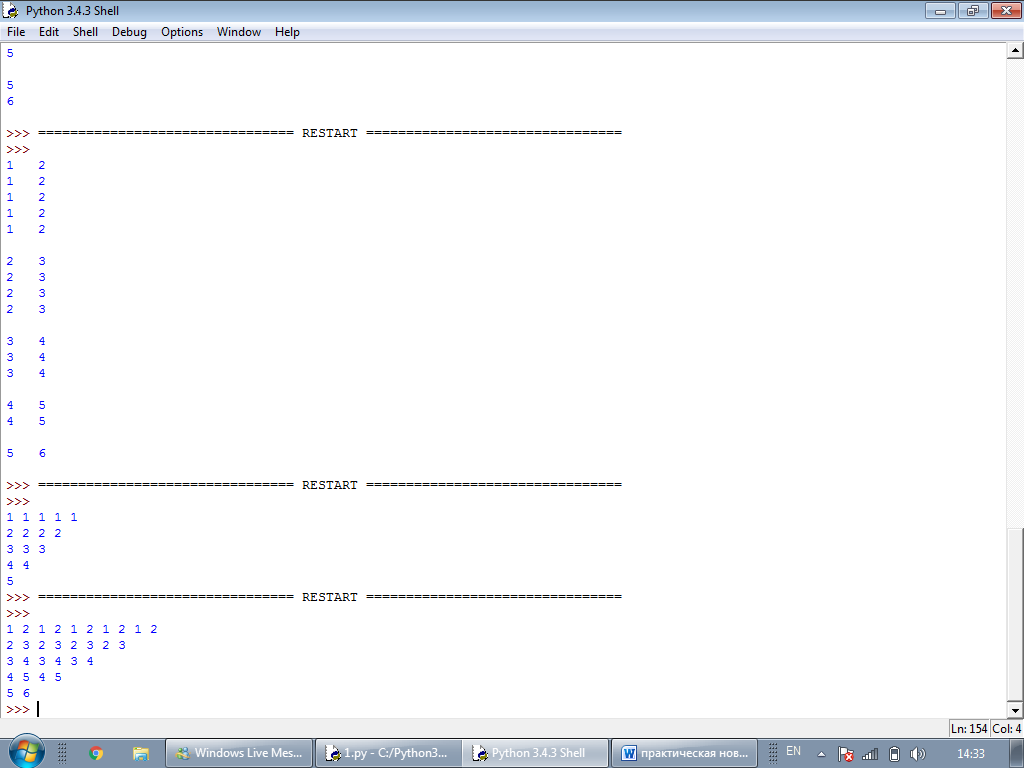 Python 3.4.3 Shell
File Edit Shell Debug Options Window Help
5
5
6
>>> ================================ RESTART ================================
>>>
1 2
1 2
1 2
1 2
1 2
2 3
2 3
2 3
2 3
3 4
3 4
3 4
4 5
4 5
5 6
>>> ================================ RESTART ================================
>>>
1 1 1 1 1
2 2 2 2
3 3 3
4 4
5
>>> ================================ RESTART ================================
>>>
1 2 1 2 1 2 1 2 1 2
2 3 2 3 2 3 2 3
3 4 3 4 3 4
4 5 4 5
5 6
>>>
Ln: 154 Col: 4
Windows Live Mes... 1.py - C:/Python3... Python 3.4.3 Shell практическая нов... EN 14:33